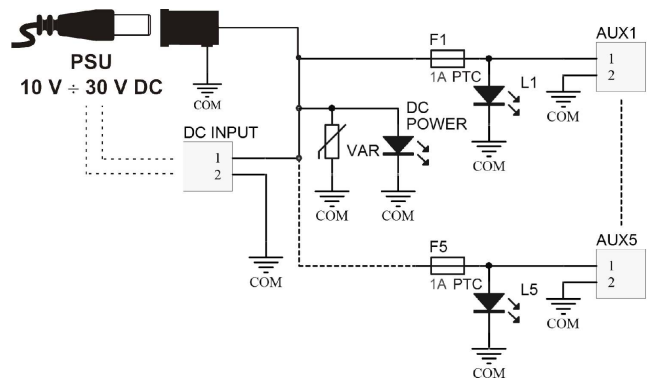 PSU
10 V ÷ 30 V DC
COM
DC INPUT
1
2
COM
VAR
COM
DC
POWER
COM
F1
1A PTC
L1
COM
AUX1
1
2
COM
F5
1A PTC
L5
COM
AUX5
1
2
COM